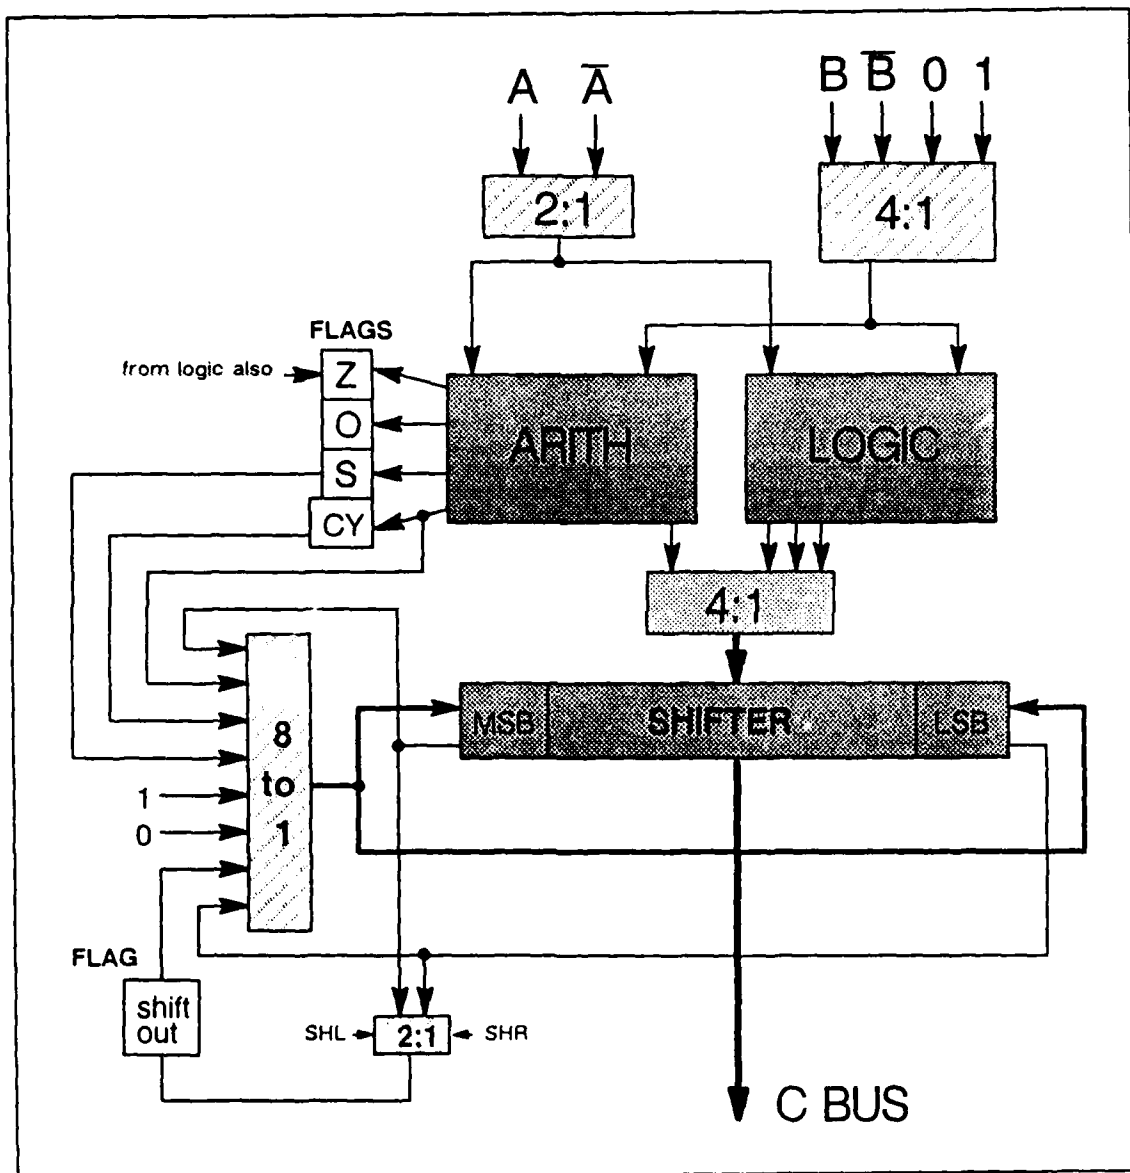 A A̅
B B̅ 0 1
2:1
4:1
FLAGS
from logic also
Z
O
S
CY
ARITH
LOGIC
4:1
MSB
SHIFTER
LSB
8
to
1
1
0
FLAG
shift
out
SHL
2:1
SHR
C BUS